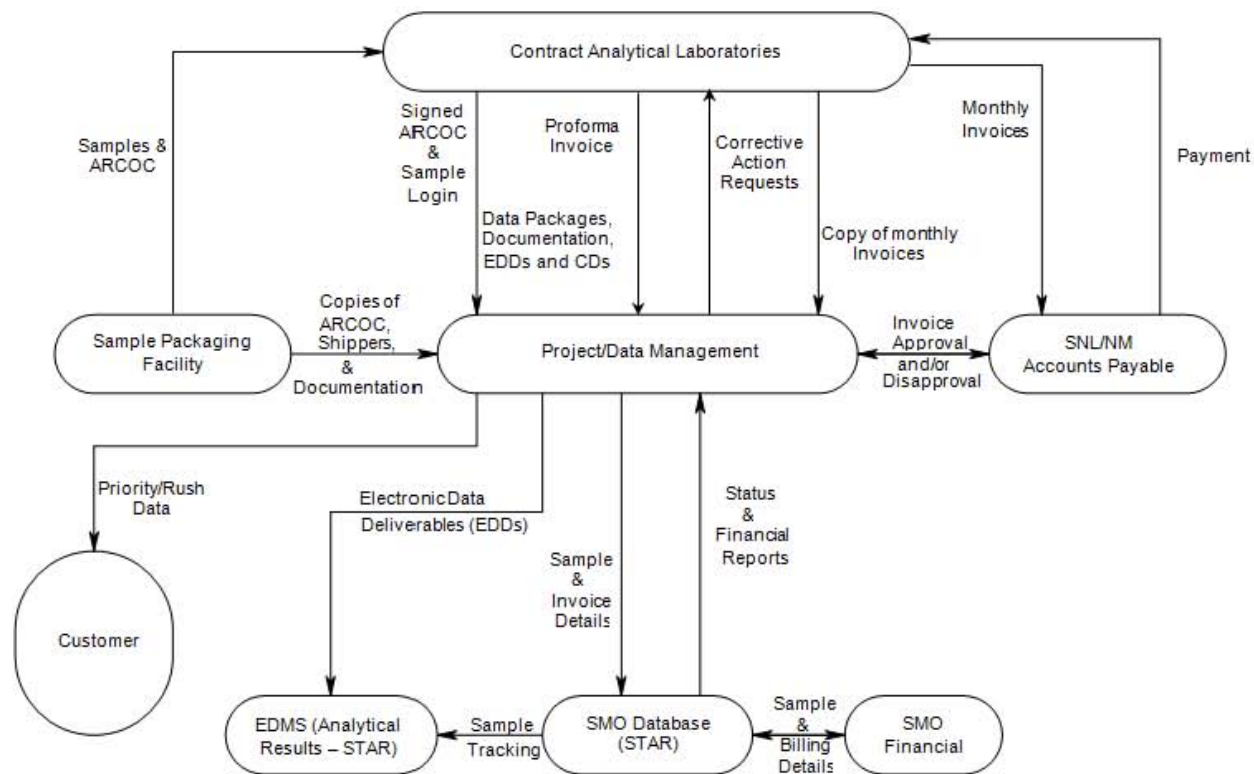 Contract Analytical Laboratories
Samples &
ARCOC
Signed
ARCOC
&
Sample
Login
Data Packages,
Documentation,
EDDs and CDs
Proforma
Invoice
Corrective
Action
Requests
Copy of monthly
Invoices
Monthly
Invoices
Payment
Sample Packaging
Facility
Copies of
ARCOC,
Shippers,
&
Documentation
Project/Data Management
Invoice
Approval
and/or
Disapproval
SNL/NM
Accounts Payable
Priority/Rush
Data
Electronic Data
Deliverables (EDDs)
Sample
&
Invoice
Details
Status
&
Financial
Reports
Customer
EDMS (Analytical
Results – STAR)
Sample
Tracking
SMO Database
(STAR)
Sample
&
Billing
Details
SMO
Financial